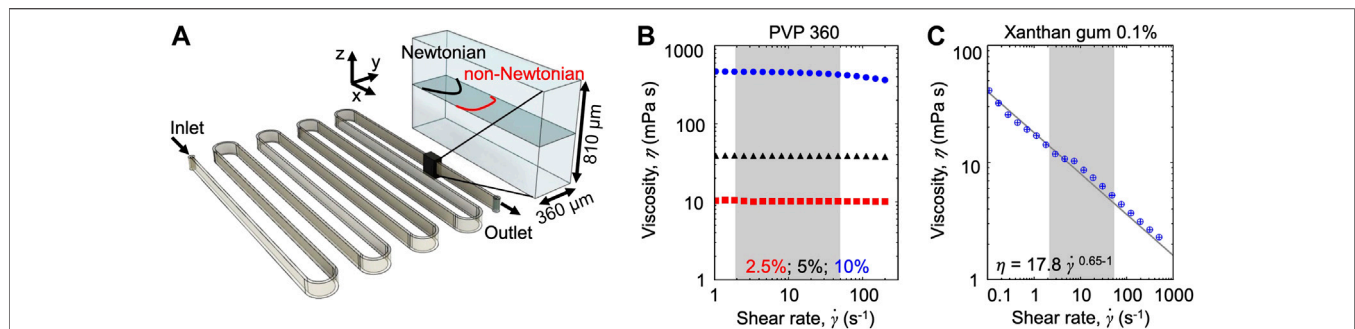 A
z
y
x
Newtonian
non-Newtonian
Inlet
Outlet
810 μm
360 μm
B
PVP 360
Viscosity, η (mPa s)
1000
100
10
1
2.5%; 5%; 10%
1 10 100
Shear rate, γ̇ (s⁻¹)
C
Xanthan gum 0.1%
Viscosity, η (mPa s)
100
10
1
η = 17.8 γ̇ ^0.65-1
0.1 1 10 100 1000
Shear rate, γ̇ (s⁻¹)